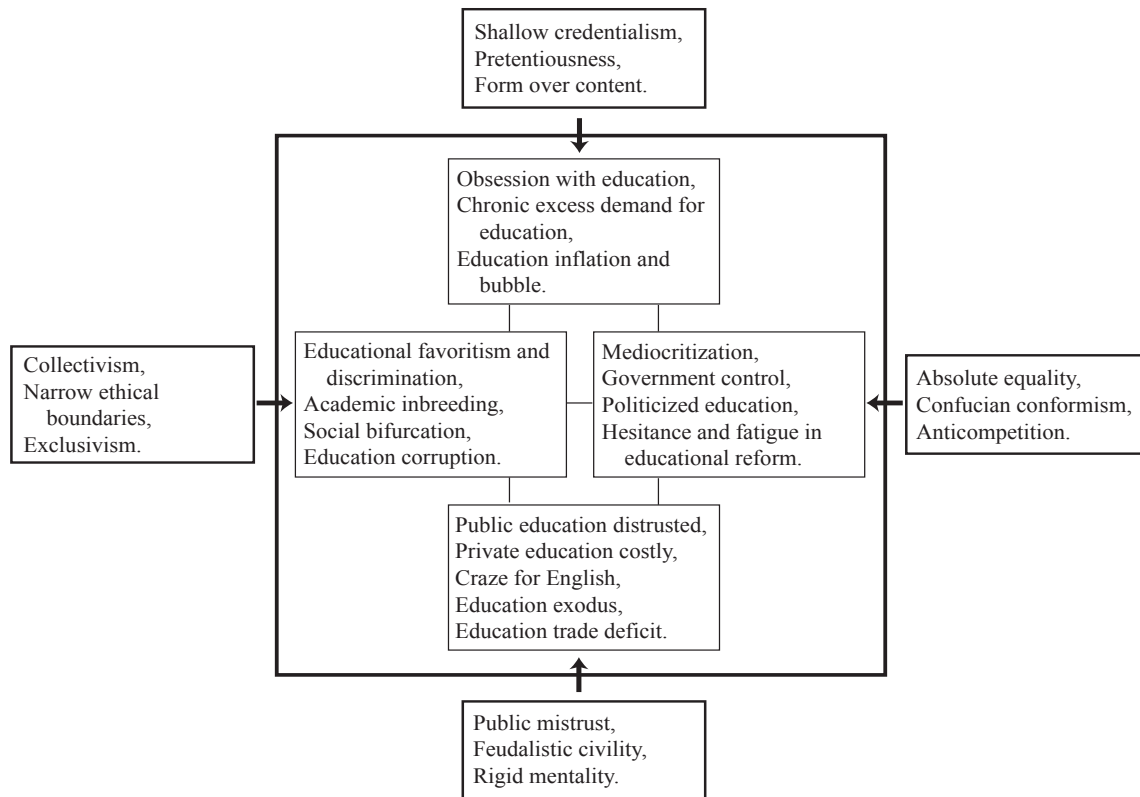 Shallow credentialism,
Pretentiousness,
Form over content.
Obsession with education,
Chronic excess demand for
education,
Education inflation and
bubble.
Collectivism,
Narrow ethical
boundaries,
Exclusivism.
Educational favoritism and
discrimination,
Academic inbreeding,
Social bifurcation,
Education corruption.
Mediocritization,
Government control,
Politicized education,
Hesitance and fatigue in
educational reform.
Absolute equality,
Confucian conformism,
Anticompetition.
Public education distrusted,
Private education costly,
Craze for English,
Education exodus,
Education trade deficit.
Public mistrust,
Feudalistic civility,
Rigid mentality.